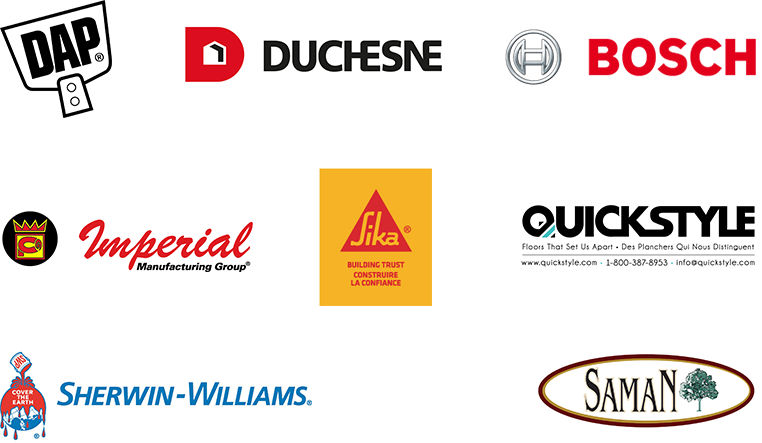 DAP®
DUCHESNE
BOSCH
Imperial
Manufacturing Group®
Sika®
BUILDING TRUST
CONSTRUIRE
LA CONFIANCE
QUICKSTYLE
Floors That Set Us Apart • Des Planchers Qui Nous Distinguent
www.quickstyle.com · 1-800-387-8953 · info@quickstyle.com
SWP
COVER
THE
EARTH
®
SHERWIN-WILLIAMS®
SAMAN